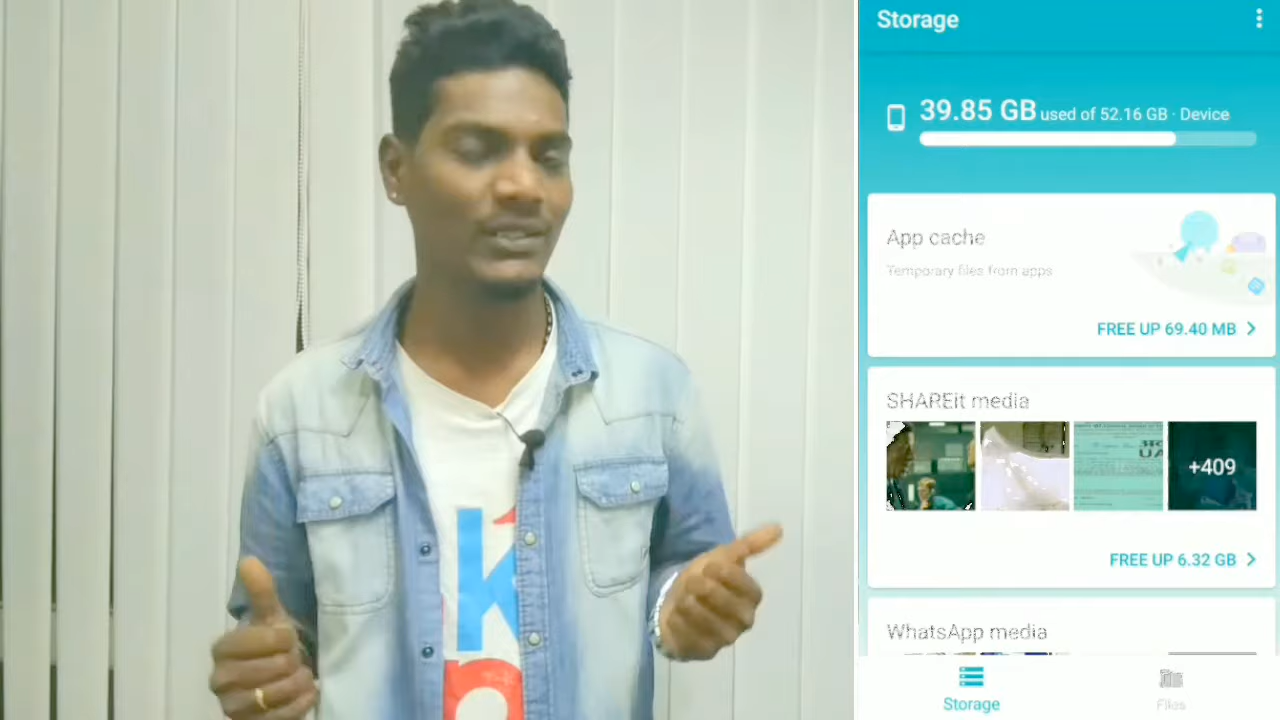 Storage
39.85 GB used of 52.16 GB · Device
App cache
Temporary files from apps
FREE UP 69.40 MB
SHAREit media
+409
FREE UP 6.32 GB
WhatsApp media
Storage
Files
k